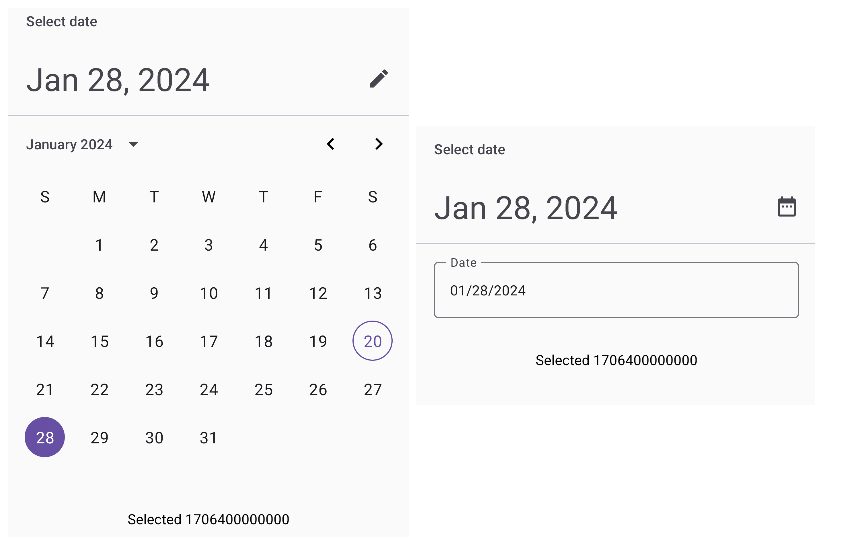 Select date
Jan 28, 2024
January 2024
S M T W T F S
1 2 3 4 5 6
7 8 9 10 11 12 13
14 15 16 17 18 19 20
21 22 23 24 25 26 27
28 29 30 31
Selected 1706400000000
Select date
Jan 28, 2024
Date
01/28/2024
Selected 1706400000000